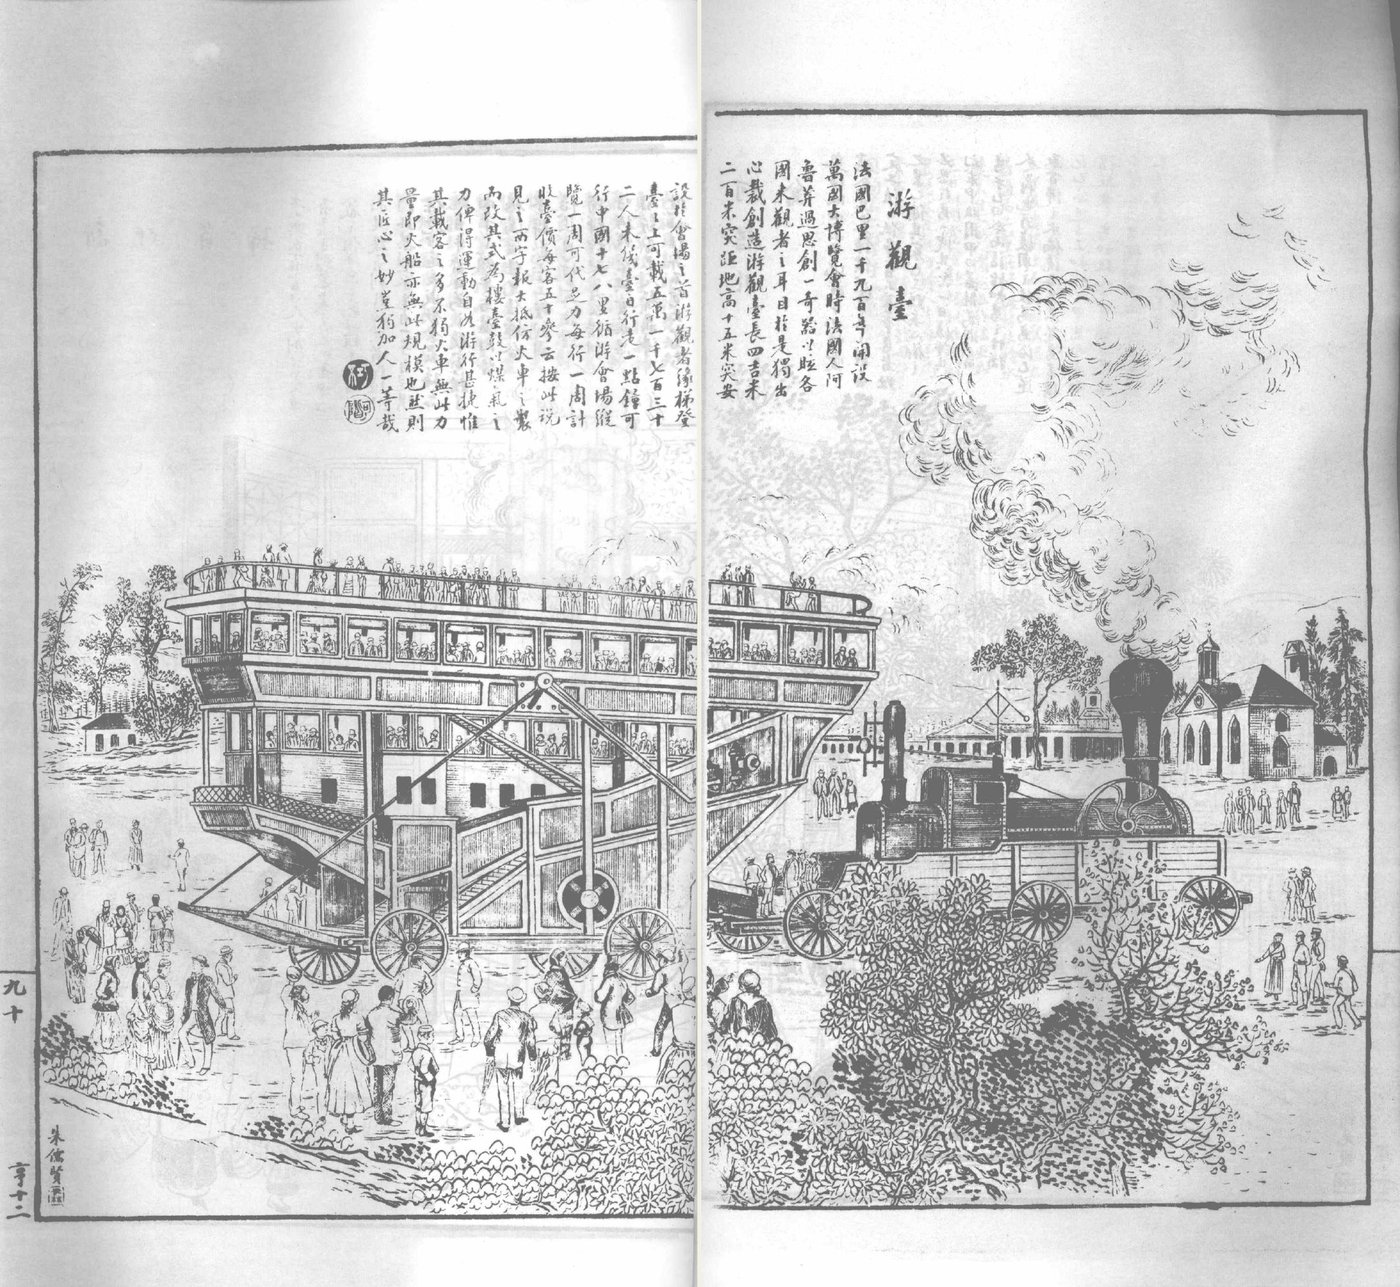 游觀臺
法國巴里一千九百年開設
萬國大博覽會時法國人阿
魯莽過思創一奇器以眩各
國來觀者之耳目於是獨出
心裁創造游觀臺長四吉米
二百米突距地高十五米突安
設於會場之首游觀者緣梯登
臺臺上可載五萬一千七百三十
二人米後臺自行走一點鐘可
行中國十七八里循游會場縱
覽一周可代足力每行一周計
收臺價每客五十參云按此說
見之西字報大抵仿火車之製
而改其式為樓臺鼓以煤氣之
力俾得運動自如游行甚捷惟
其載客之多不獨火車無此力
量即火船亦無此規模也然則
其匠心之妙豈猶加人一等哉
朱儒賢
九十
亨十二